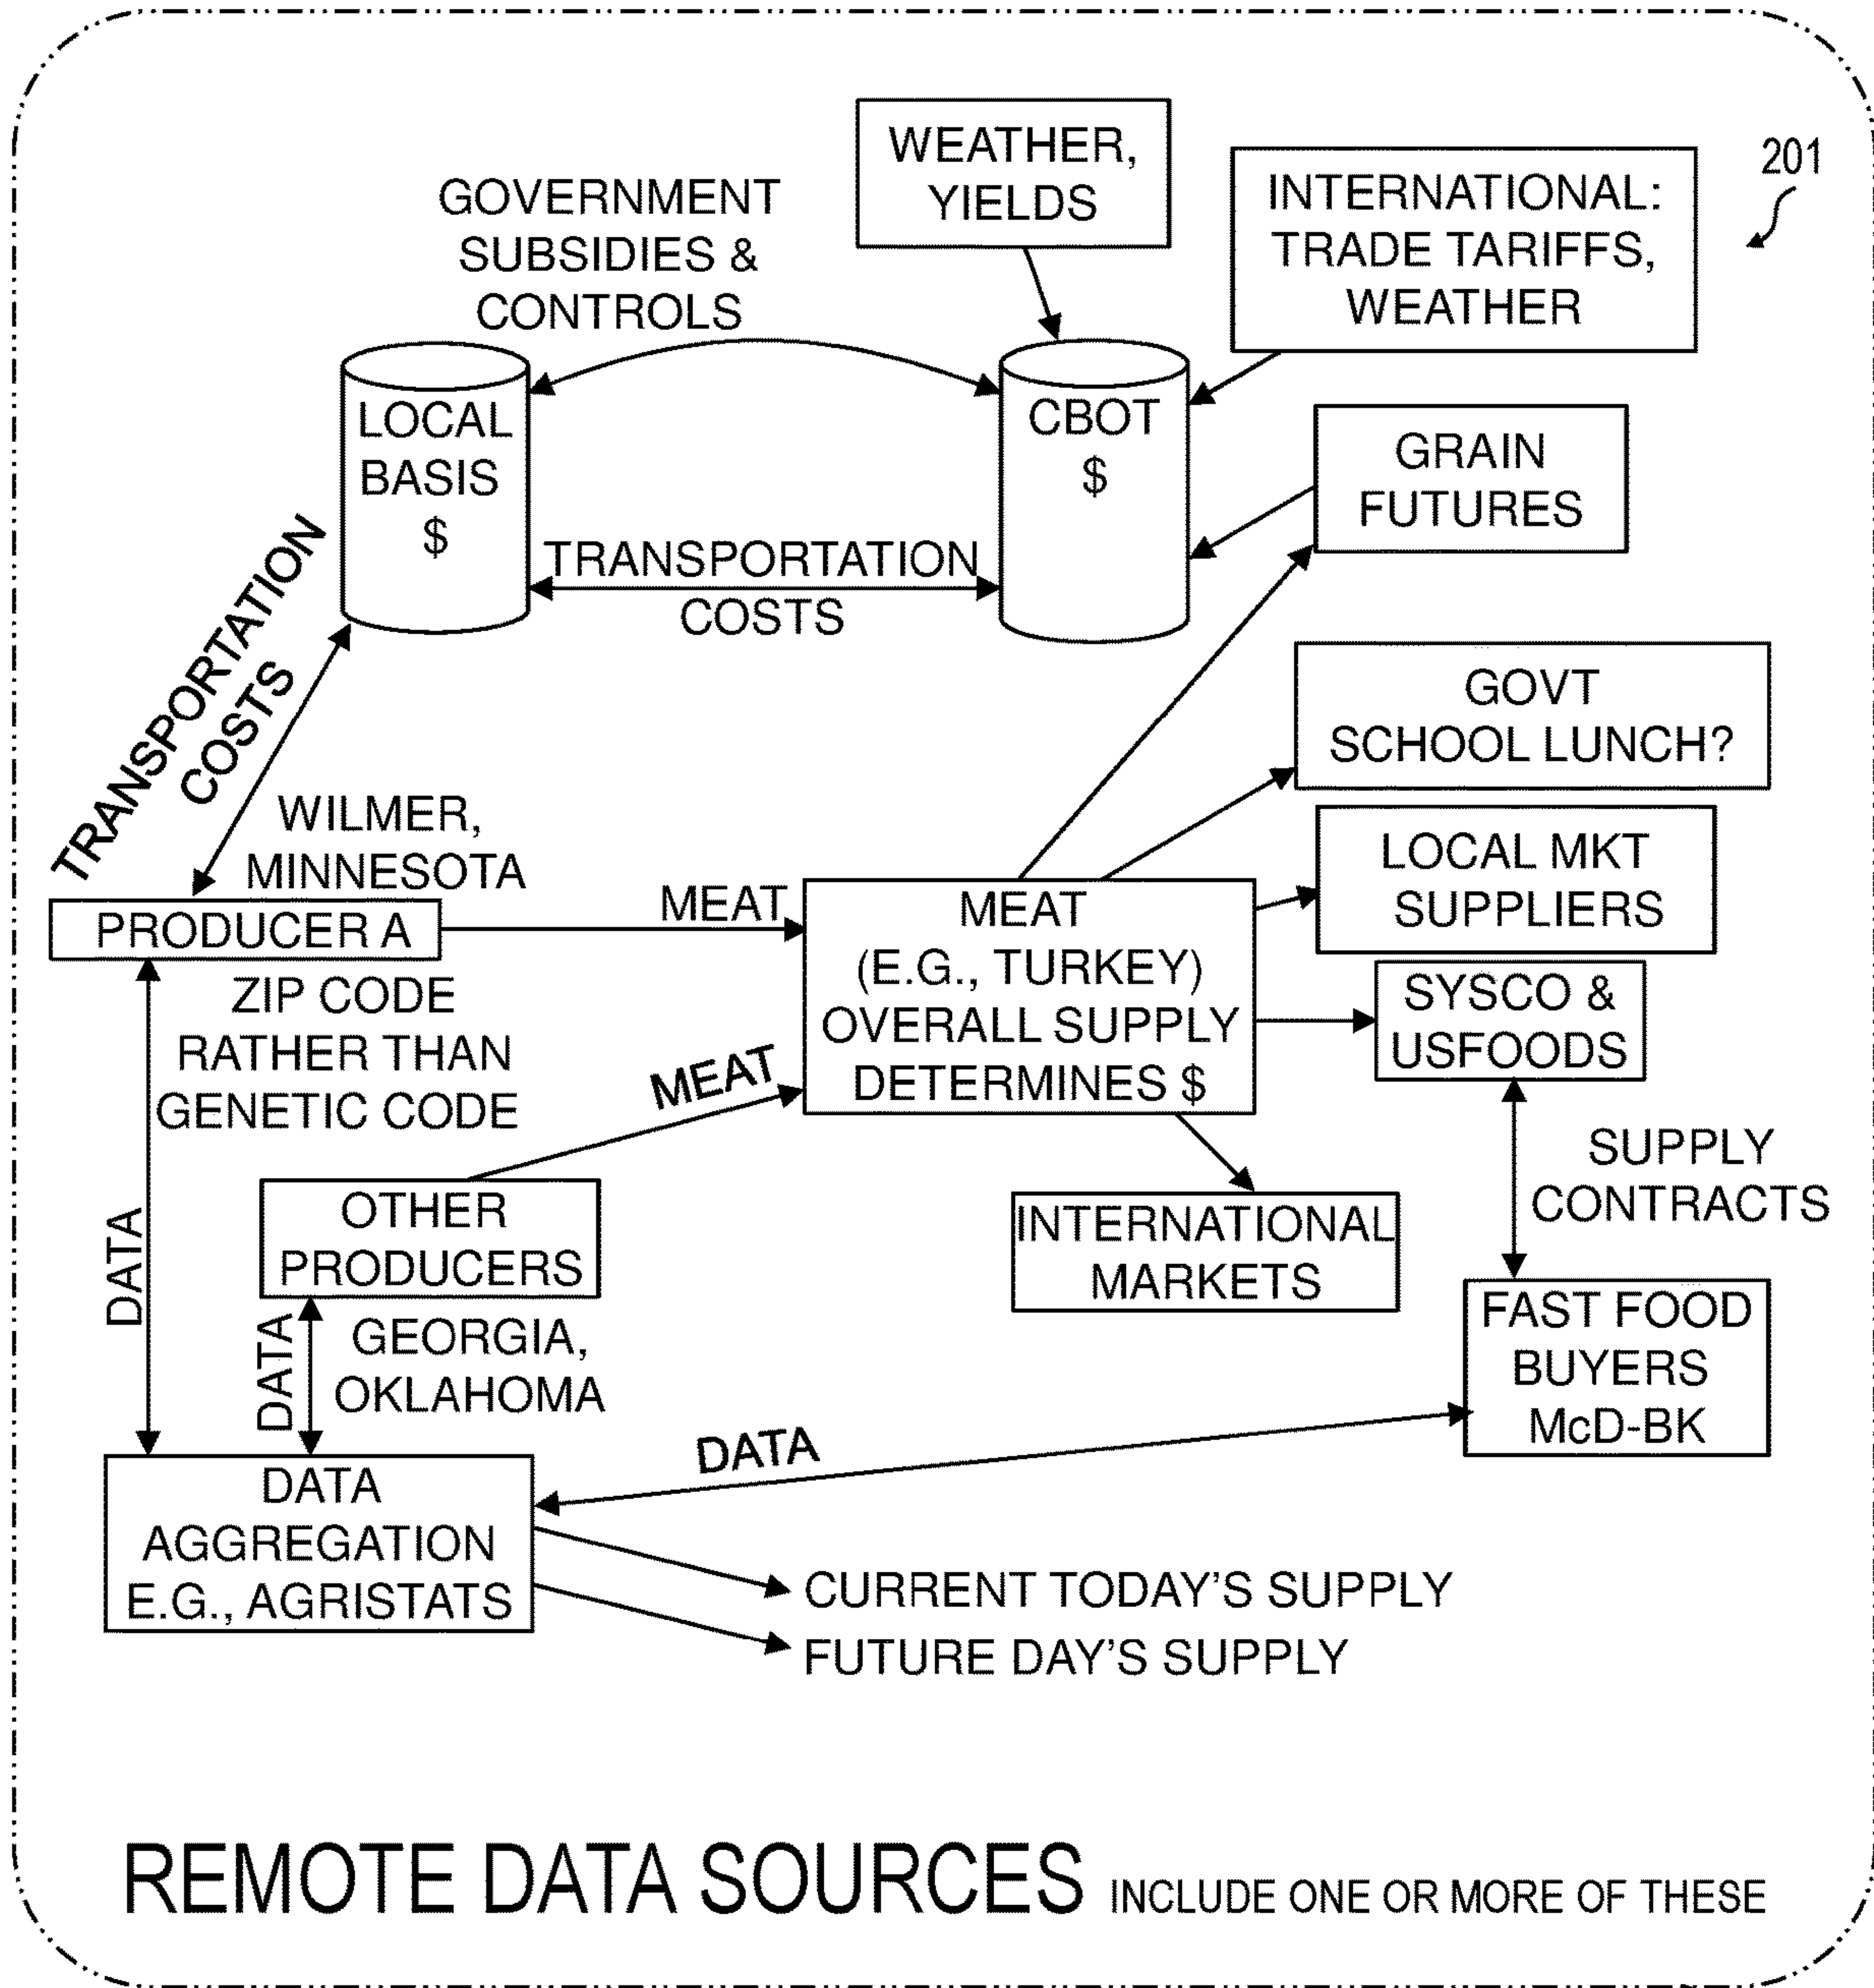 WEATHER,
YIELDS
201
INTERNATIONAL:
TRADE TARIFFS,
WEATHER
GOVERNMENT
SUBSIDIES &
CONTROLS
LOCAL
BASIS
$
CBOT
$
GRAIN
FUTURES
TRANSPORTATION
COSTS
TRANSPORTATION
COSTS
GOVT
SCHOOL LUNCH?
WILMER,
MINNESOTA
LOCAL MKT
SUPPLIERS
PRODUCER A
MEAT
MEAT
(E.G., TURKEY)
OVERALL SUPPLY
DETERMINES $
SYSCO &
USFOODS
ZIP CODE
RATHER THAN
GENETIC CODE
MEAT
SUPPLY
CONTRACTS
OTHER
PRODUCERS
INTERNATIONAL
MARKETS
DATA
DATA
GEORGIA,
OKLAHOMA
FAST FOOD
BUYERS
McD-BK
DATA
DATA
AGGREGATION
E.G., AGRISTATS
CURRENT TODAY'S SUPPLY
FUTURE DAY'S SUPPLY
REMOTE DATA SOURCES INCLUDE ONE OR MORE OF THESE